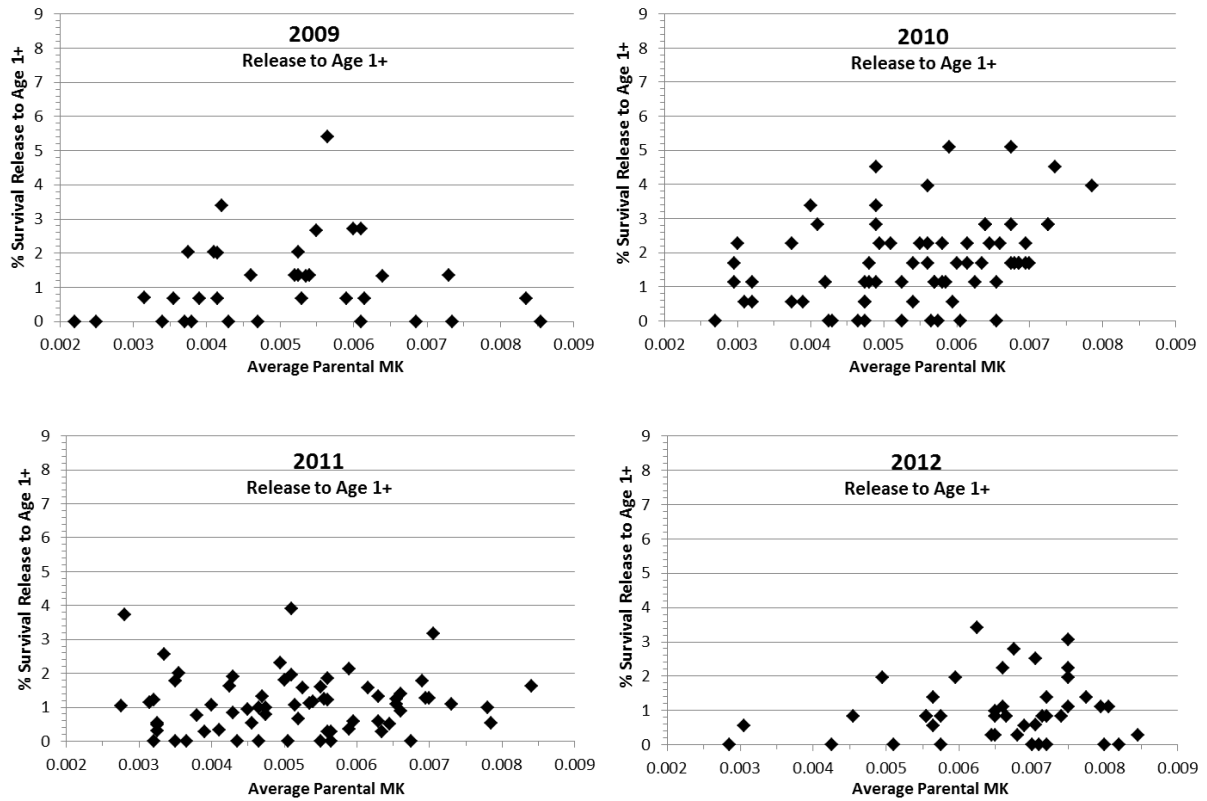 2009
Release to Age 1+
% Survival Release to Age 1+
9
8
7
6
5
4
3
2
1
0
0.002 0.003 0.004 0.005 0.006 0.007 0.008 0.009
Average Parental MK
2010
Release to Age 1+
% Survival Release to Age 1+
9
8
7
6
5
4
3
2
1
0
0.002 0.003 0.004 0.005 0.006 0.007 0.008 0.009
Average Parental MK
2011
Release to Age 1+
% Survival Release to Age 1+
9
8
7
6
5
4
3
2
1
0
0.002 0.003 0.004 0.005 0.006 0.007 0.008 0.009
Average Parental MK
2012
Release to Age 1+
% Survival Release to Age 1+
9
8
7
6
5
4
3
2
1
0
0.002 0.003 0.004 0.005 0.006 0.007 0.008 0.009
Average Parental MK